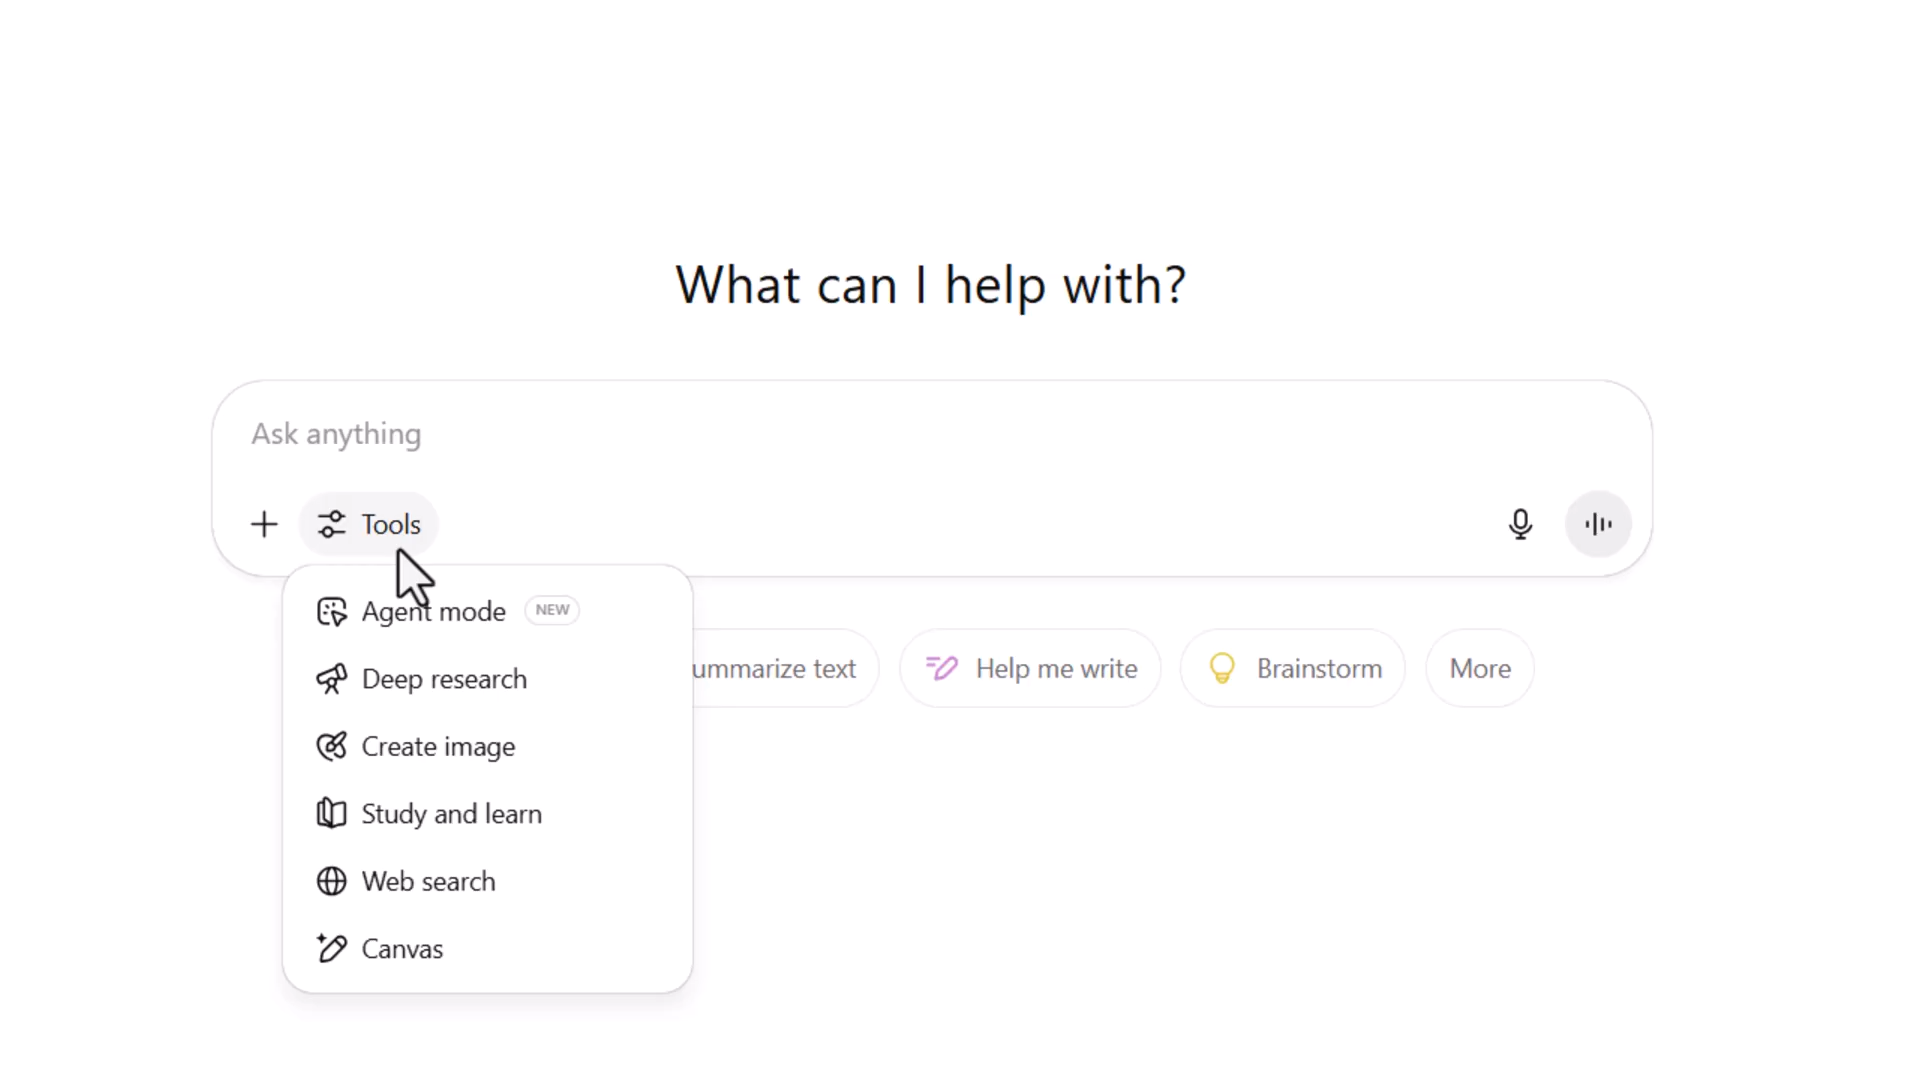 What can I help with?
Ask anything
Tools
Agent mode NEW
Deep research
Create image
Study and learn
Web search
Canvas
ummarize text
Help me write
Brainstorm
More